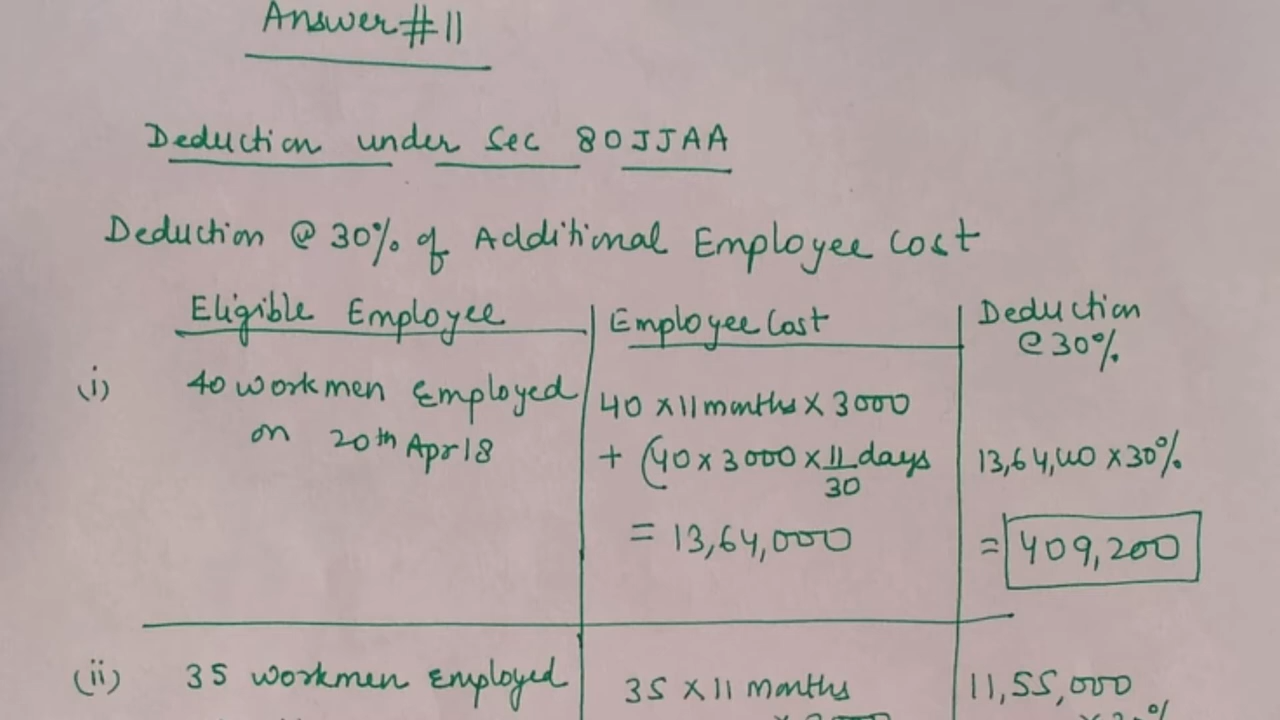 Answer #11
Deduction under Sec 80JJAA
Deduction @ 30% of Additional Employee Cost
Eligible Employee
Employee Cost
Deduction
@ 30%
(i)
40 workmen Employed
on 20th Apr 18
40 x 11 months x 3000
+ (40 x 3000 x 11 days
30
= 13,64,000
13,64,000 x 30%
= 409,200
(ii)
35 workmen Employed
35 x 11 months
11,55,000